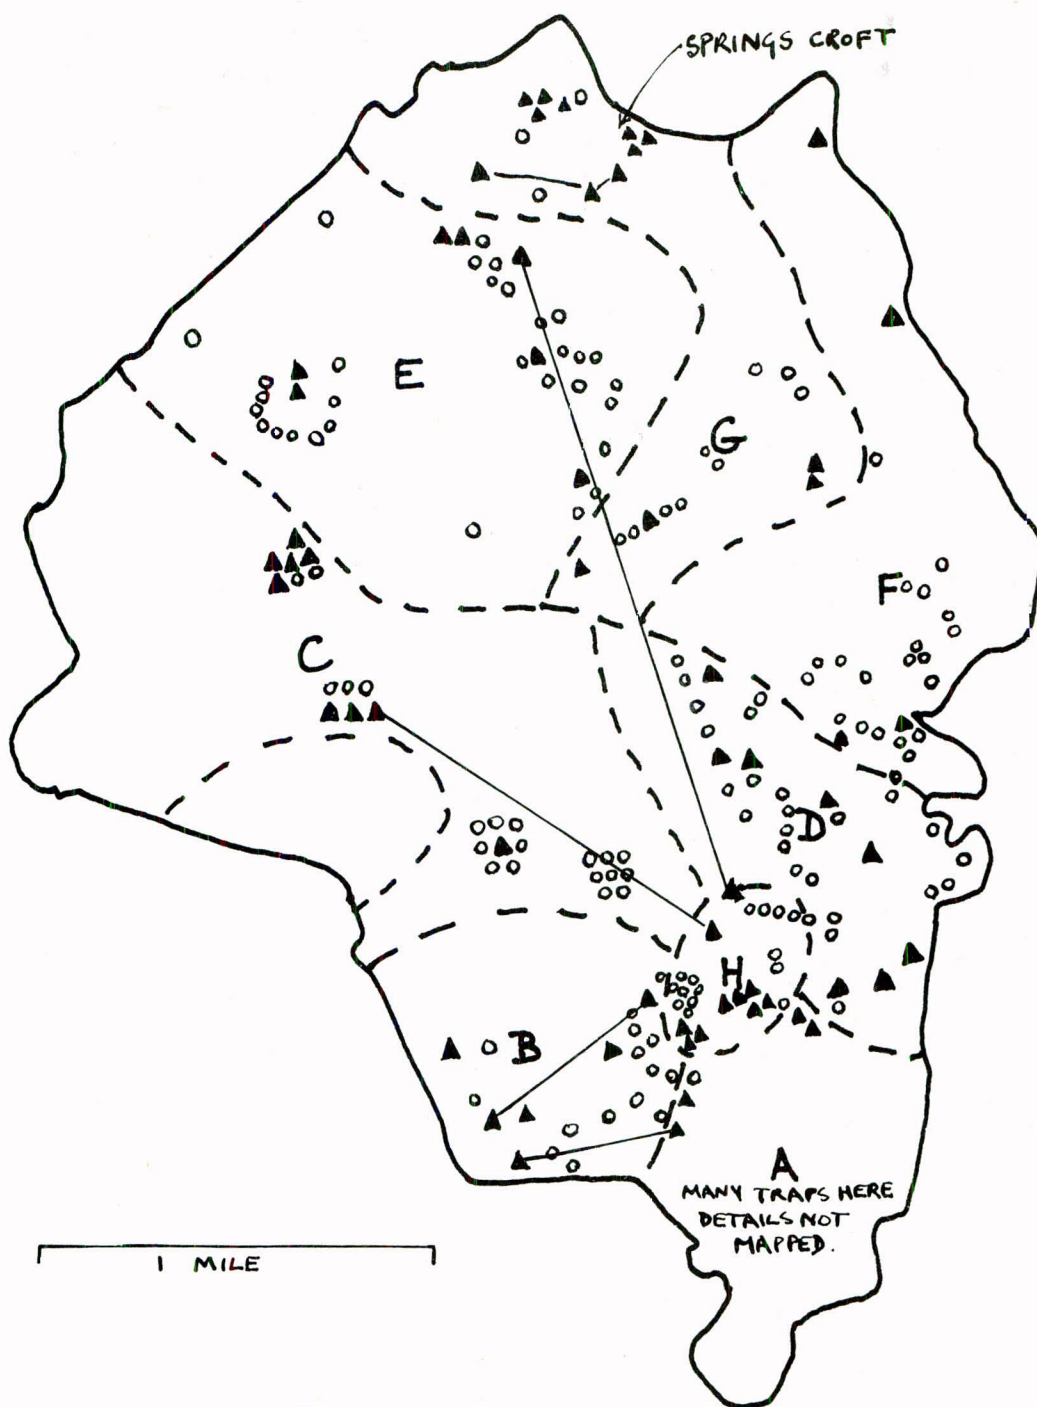 SPRINGS CROFT
E
G
F
C
D
H
B
A
MANY TRAPS HERE
DETAILS NOT
MAPPED.
1 MILE